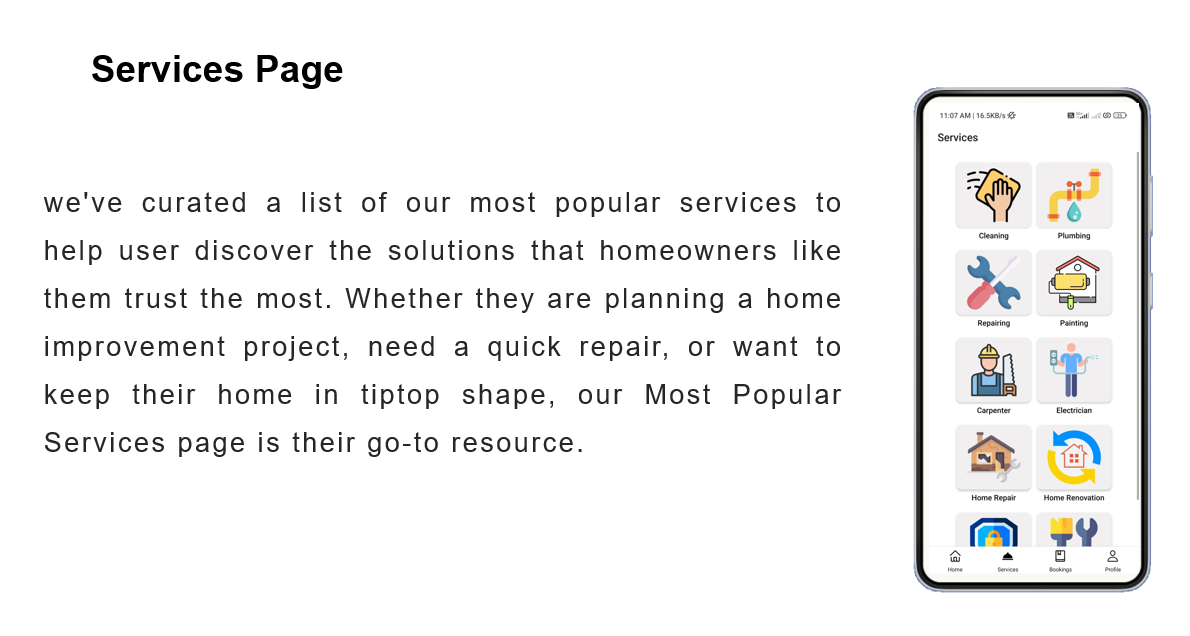 Services Page
we've curated a list of our most popular services to
help user discover the solutions that homeowners like
them trust the most. Whether they are planning a home
improvement project, need a quick repair, or want to
keep their home in tiptop shape, our Most Popular
Services page is their go-to resource.
11:07 AM | 16.5KB/s
Services
Cleaning
Plumbing
Repairing
Painting
Carpenter
Electrician
Home Repair
Home Renovation
Home
Services
Bookings
Profile